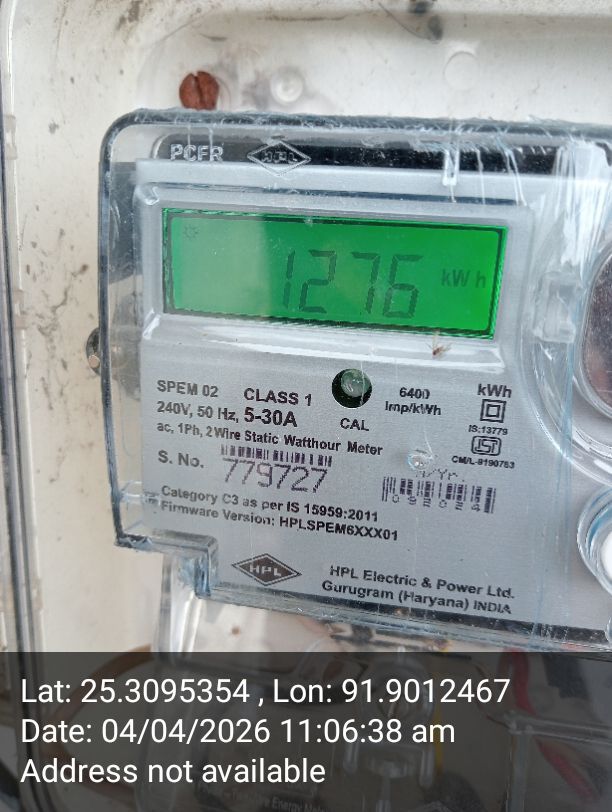 PCFR HPL
1276 kWh
SPEM 02 CLASS 1
240V, 50 Hz, 5-30A
ac, 1Ph, 2Wire Static Watthour Meter
CAL
6400
Imp/kWh
kWh
IS:13779
ISI
CM/L-9190763
S. No. 779727
Category C3 as per IS 15959:2011
Firmware Version: HPLSPEM6XXX01
HPL
HPL Electric & Power Ltd.
Gurugram (Haryana) INDIA
Lat: 25.3095354 , Lon: 91.9012467
Date: 04/04/2026 11:06:38 am
Address not available